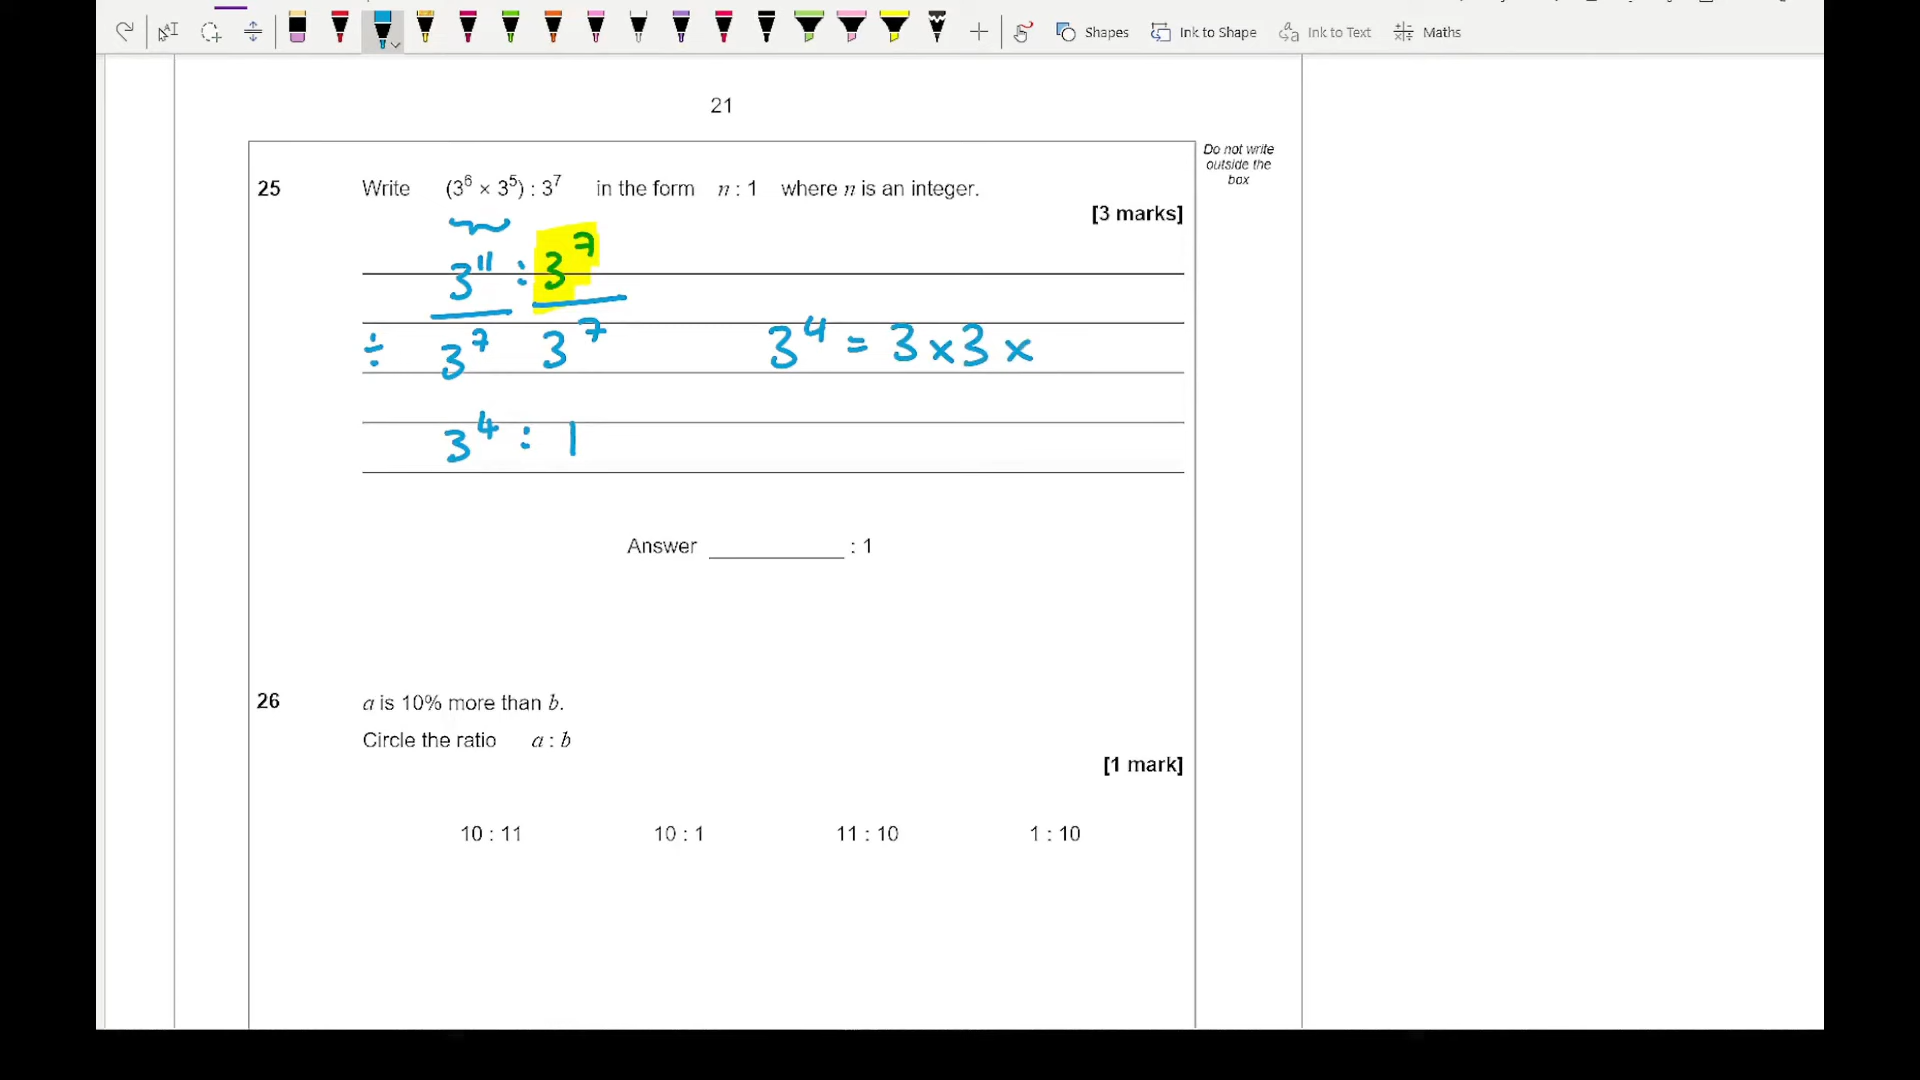 Shapes Ink to Shape Ink to Text Maths
21
Do not write
outside the
box
25 Write (3⁶ × 3⁵) : 3⁷ in the form n : 1 where n is an integer.
[3 marks]
3¹¹ : 3⁷
÷ 3⁷ 3⁷ 3⁴ = 3 × 3 ×
3⁴ : 1
Answer ____________ : 1
26 a is 10% more than b.
Circle the ratio a : b
[1 mark]
10 : 11 10 : 1 11 : 10 1 : 10